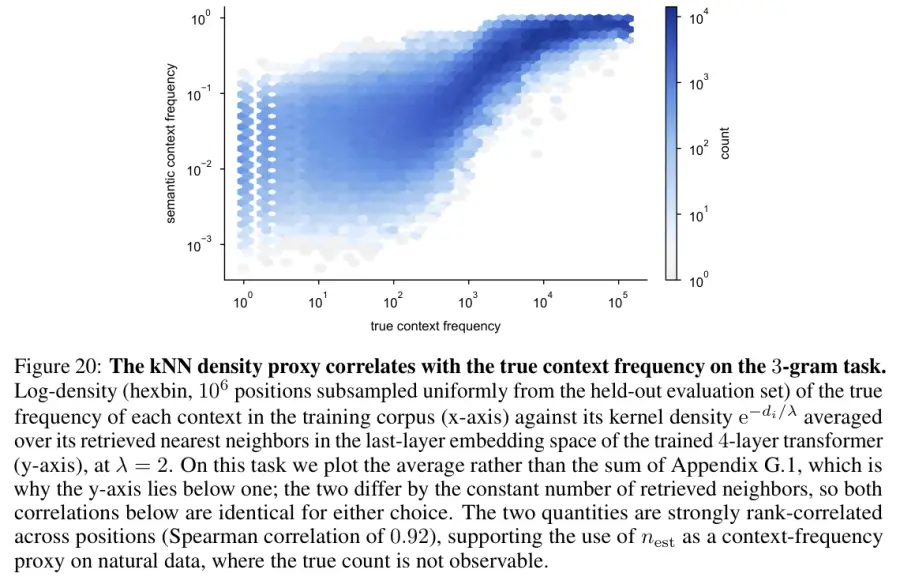 10^0
10^-1
10^-2
10^-3
semantic context frequency
10^0 10^1 10^2 10^3 10^4 10^5
true context frequency
10^4
10^3
10^2
10^1
10^0
count
Figure 20: The kNN density proxy correlates with the true context frequency on the 3-gram task.
Log-density (hexbin, 10^6 positions subsampled uniformly from the held-out evaluation set) of the true
frequency of each context in the training corpus (x-axis) against its kernel density e^{-d_i/λ} averaged
over its retrieved nearest neighbors in the last-layer embedding space of the trained 4-layer transformer
(y-axis), at λ = 2. On this task we plot the average rather than the sum of Appendix G.1, which is
why the y-axis lies below one; the two differ by the constant number of retrieved neighbors, so both
correlations below are identical for either choice. The two quantities are strongly rank-correlated
across positions (Spearman correlation of 0.92), supporting the use of n_est as a context-frequency
proxy on natural data, where the true count is not observable.